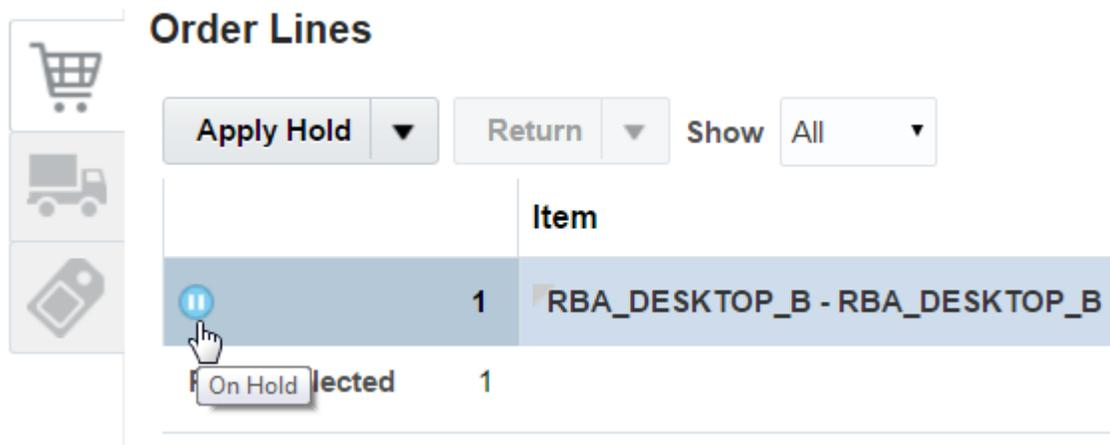 Order Lines
Apply Hold Return Show All
Item
1 RBA_DESKTOP_B - RBA_DESKTOP_B
On Hold lected 1